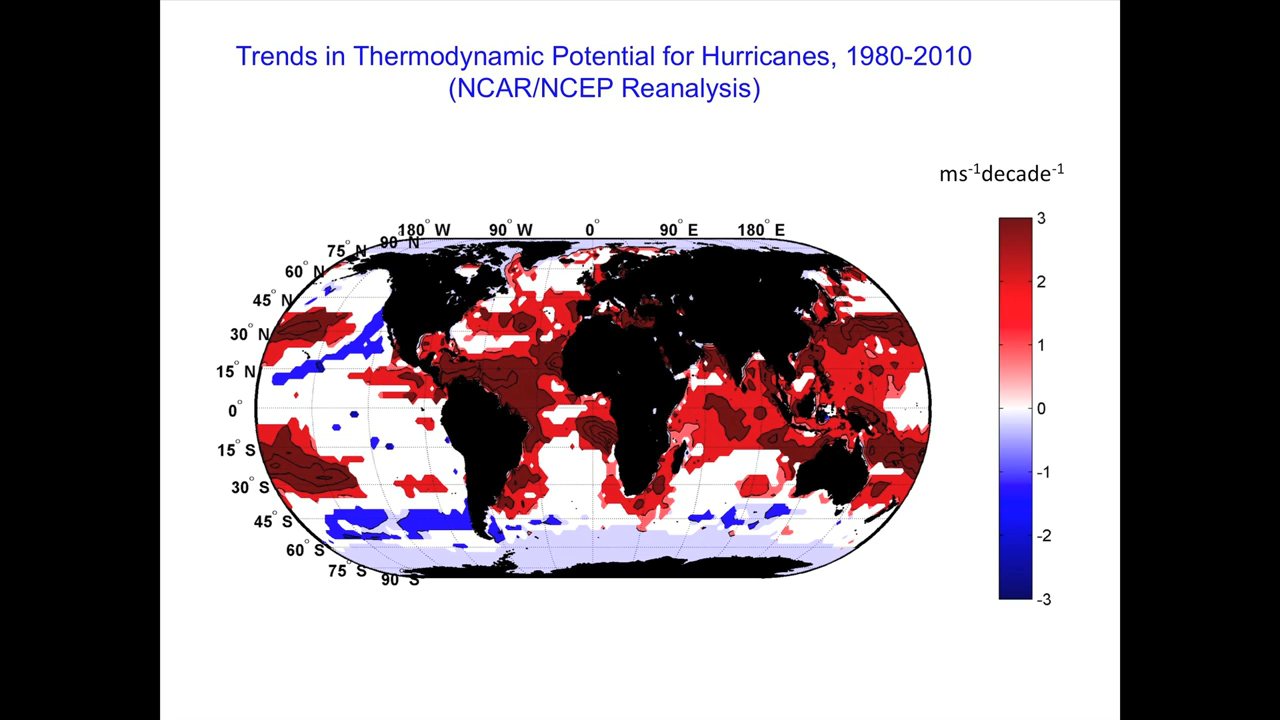 Trends in Thermodynamic Potential for Hurricanes, 1980-2010
(NCAR/NCEP Reanalysis)
ms⁻¹decade⁻¹
180° W 90° W 0° 90° E 180° E
90° N
75° N
60° N
45° N
30° N
15° N
0°
15° S
30° S
45° S
60° S
75° S
90° S
3
2
1
0
-1
-2
-3